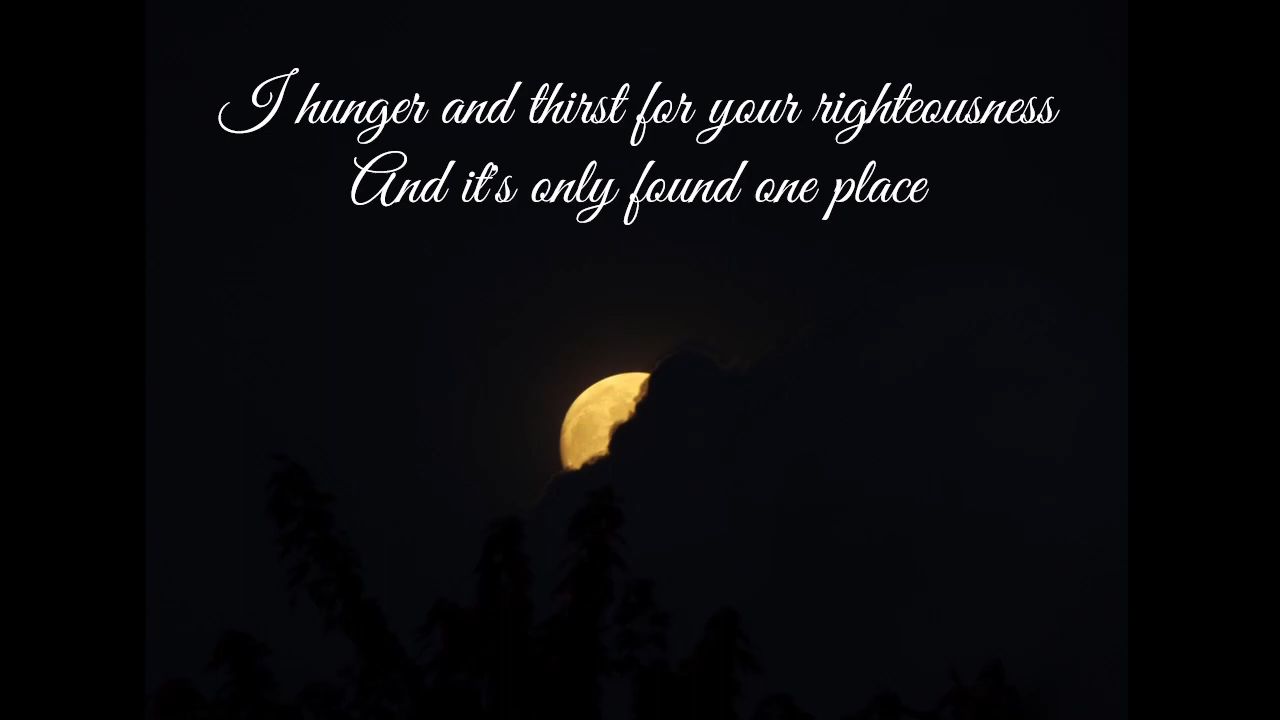 I hunger and thirst for your righteousness
And it's only found one place